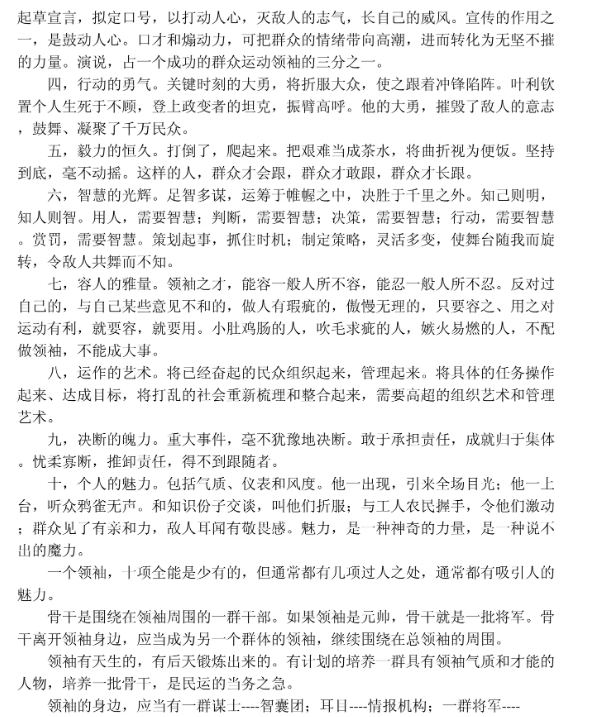 起草宣言，拟定口号，以打动人心，灭敌人的志气，长自己的威风。宣传的作用之
一，是鼓动人心。口才和煽动力，可把群众的情绪带向高潮，进而转化为无坚不摧
的力量。演说，占一个成功的群众运动领袖的三分之一。
四，行动的勇气。关键时刻的大勇，将折服大众，使之跟着冲锋陷阵。叶利钦
置个人生死于不顾，登上政变者的坦克，振臂高呼。他的大勇，摧毁了敌人的意志
，鼓舞、凝聚了千万民众。
五，毅力的恒久。打倒了，爬起来。把艰难当成茶水，将曲折视为便饭。坚持
到底，毫不动摇。这样的人，群众才会跟，群众才敢跟，群众才长跟。
六，智慧的光辉。足智多谋，运筹于帷幄之中，决胜于千里之外。知己则明，
知人则智。用人，需要智慧；判断，需要智慧；决策，需要智慧；行动，需要智慧
。赏罚，需要智慧。策划起事，抓住时机；制定策略，灵活多变，使舞台随我而旋
转，令敌人共舞而不知。
七，容人的雅量。领袖之才，能容一般人所不容，能忍一般人所不忍。反对过
自己的，与自己某些意见不和的，做人有瑕疵的，傲慢无理的，只要容之、用之对
运动有利，就要容，就要用。小肚鸡肠的人，吹毛求疵的人，嫉火易燃的人，不配
做领袖，不能成大事。
八，运作的艺术。将已经奋起的民众组织起来，管理起来。将具体的任务操作
起来、达成目标，将打乱的社会重新梳理和整合起来，需要高超的组织艺术和管理
艺术。
九，决断的魄力。重大事件，毫不犹豫地决断。敢于承担责任，成就归于集体
。优柔寡断，推卸责任，得不到跟随者。
十，个人的魅力。包括气质、仪表和风度。他一出现，引来全场目光；他一上
台，听众鸦雀无声。和知识份子交谈，叫他们折服；与工人农民握手，令他们激动
；群众见了有亲和力，敌人耳闻有敬畏感。魅力，是一种神奇的力量，是一种说不
出的魔力。
一个领袖，十项全能是少有的，但通常都有几项过人之处，通常都有吸引人的
魅力。
骨干是围绕在领袖周围的一群干部。如果领袖是元帅，骨干就是一批将军。骨
干离开领袖身边，应当成为另一个群体的领袖，继续围绕在总领袖的周围。
领袖有天生的，有后天锻炼出来的。有计划的培养一群具有领袖气质和才能的
人物，培养一批骨干，是民运的当务之急。
领袖的身边，应当有一群谋士----智囊团；耳目----情报机构；一群将军----